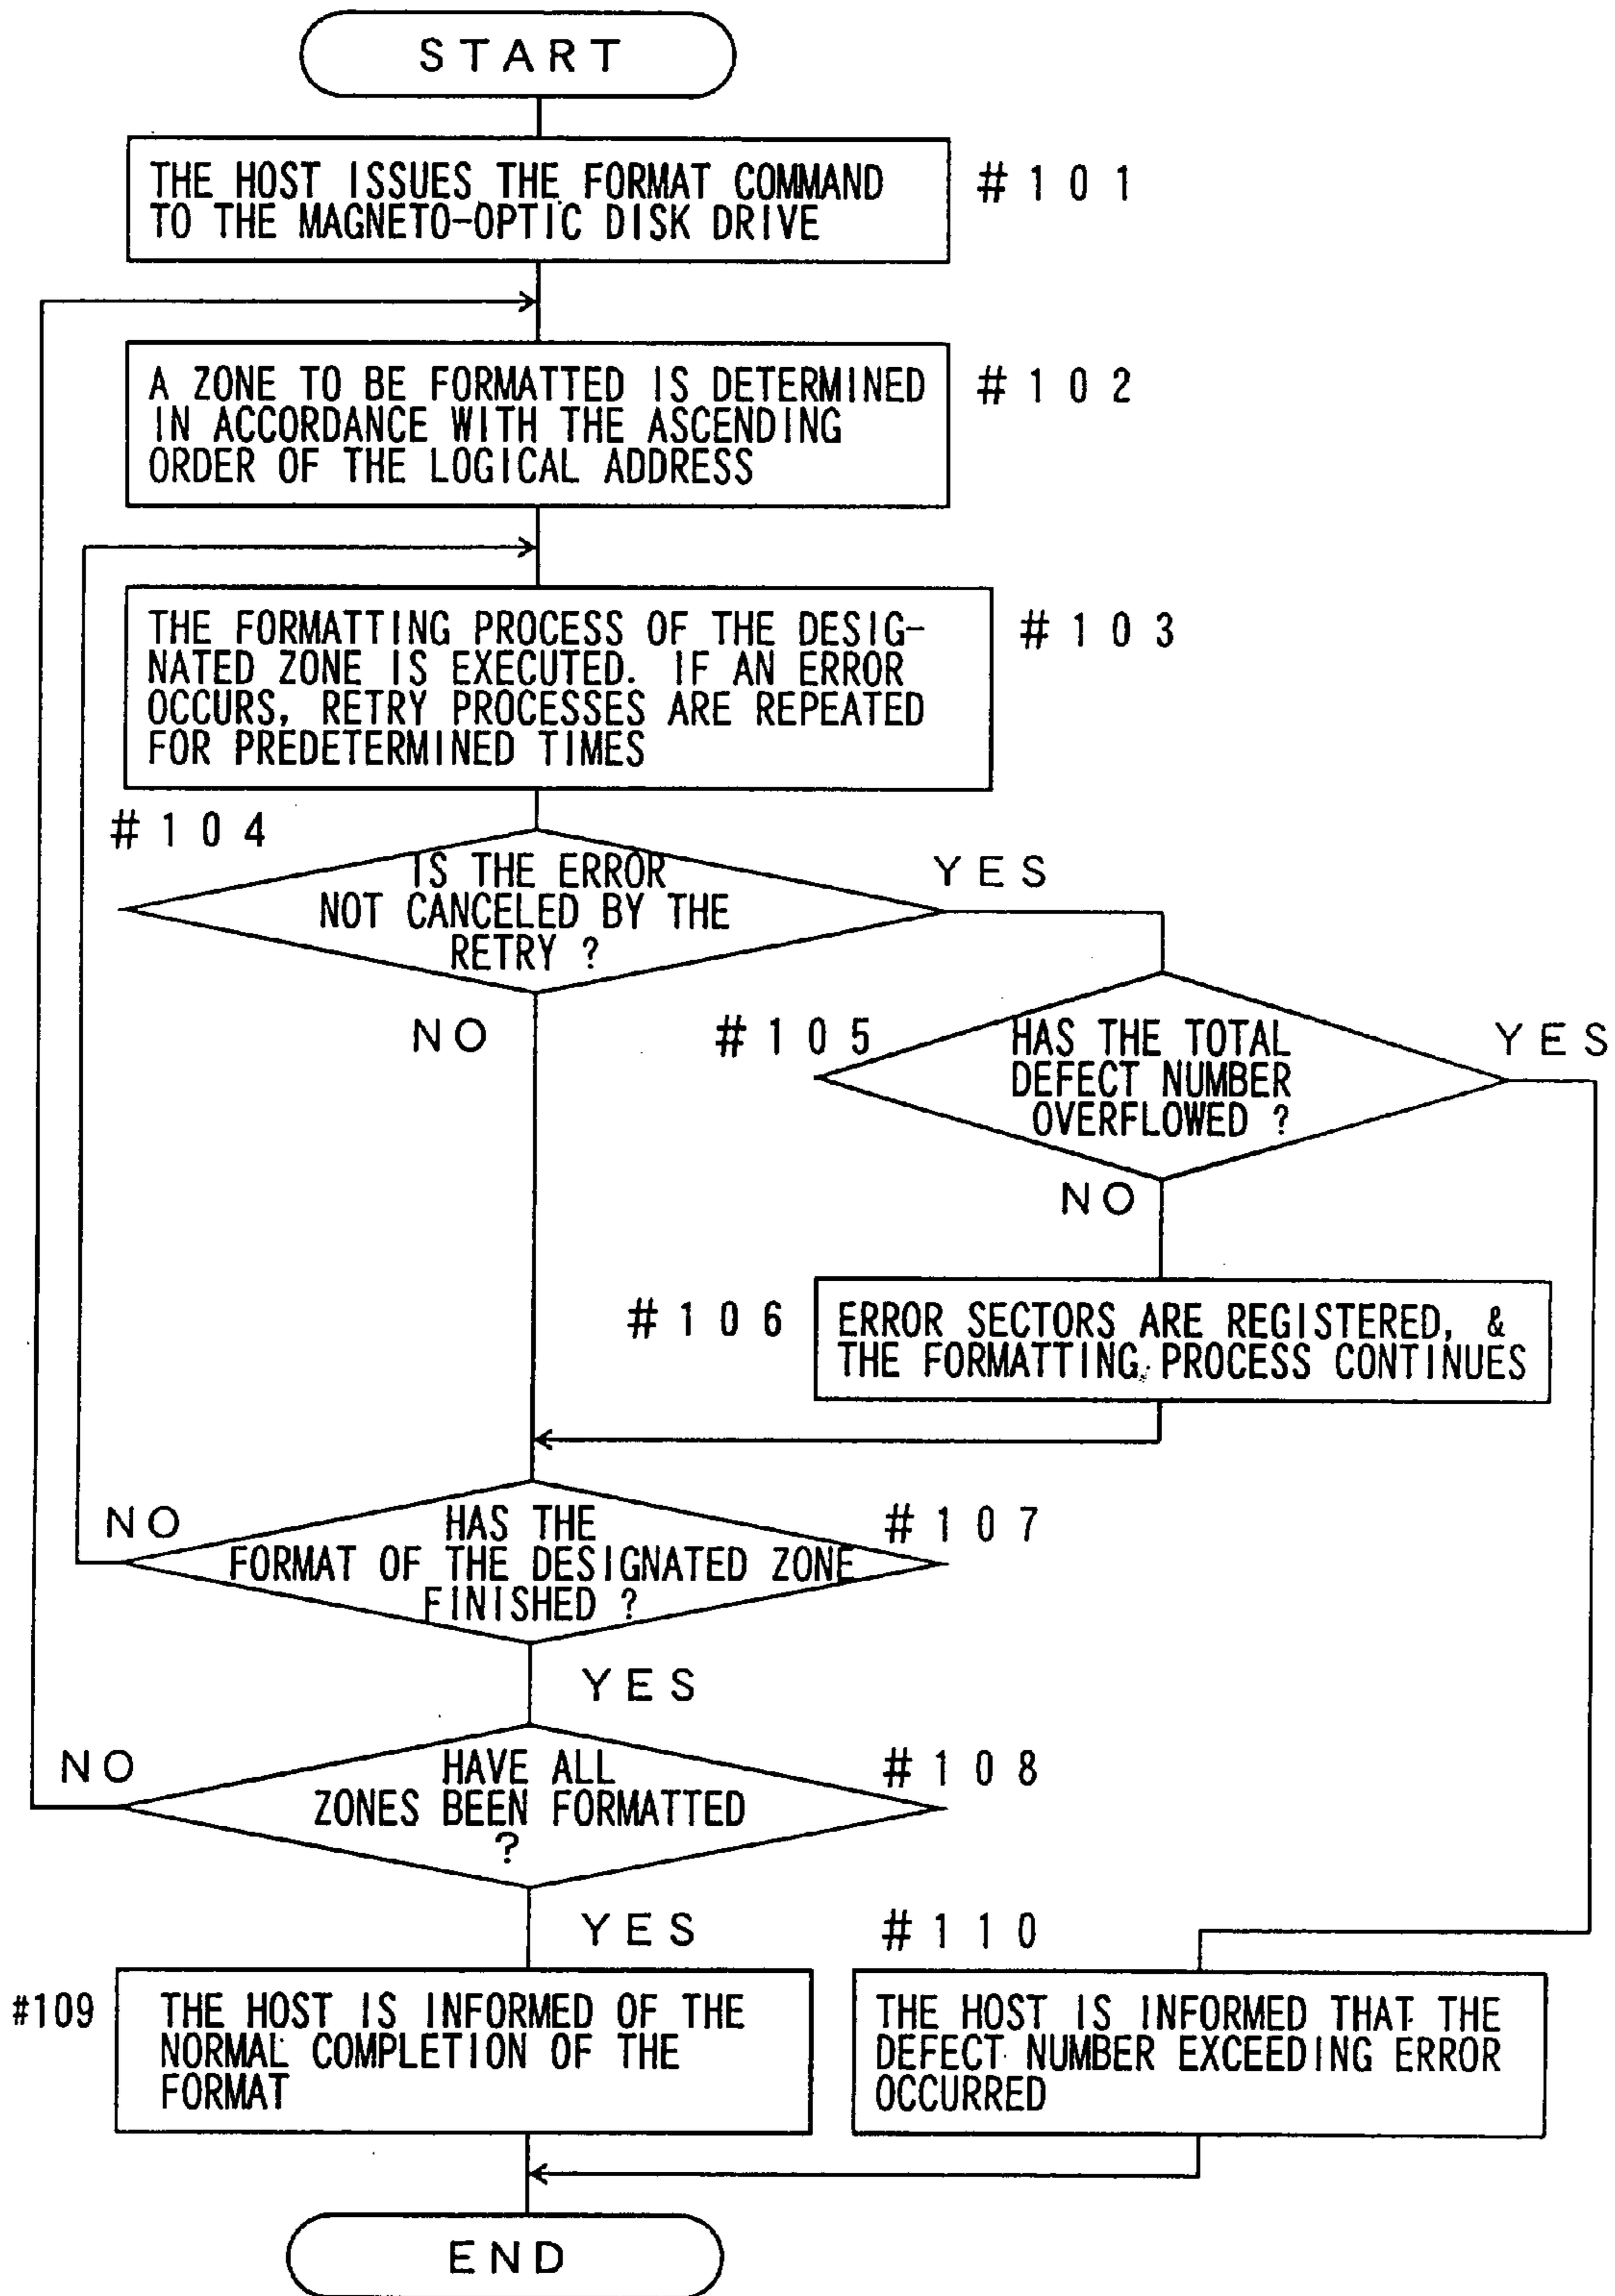 START
THE HOST ISSUES THE FORMAT COMMAND
TO THE MAGNETO-OPTIC DISK DRIVE
#101
A ZONE TO BE FORMATTED IS DETERMINED
IN ACCORDANCE WITH THE ASCENDING
ORDER OF THE LOGICAL ADDRESS
#102
THE FORMATTING PROCESS OF THE DESIG-
NATED ZONE IS EXECUTED. IF AN ERROR
OCCURS, RETRY PROCESSES ARE REPEATED
FOR PREDETERMINED TIMES
#103
#104
IS THE ERROR
NOT CANCELED BY THE
RETRY ?
YES
NO
#105
HAS THE TOTAL
DEFECT NUMBER
OVERFLOWED ?
YES
NO
#106
ERROR SECTORS ARE REGISTERED, &
THE FORMATTING PROCESS CONTINUES
NO
HAS THE
FORMAT OF THE DESIGNATED ZONE
FINISHED ?
#107
YES
NO
HAVE ALL
ZONES BEEN FORMATTED
?
#108
YES
#109
THE HOST IS INFORMED OF THE
NORMAL COMPLETION OF THE
FORMAT
#110
THE HOST IS INFORMED THAT THE
DEFECT NUMBER EXCEEDING ERROR
OCCURRED
END